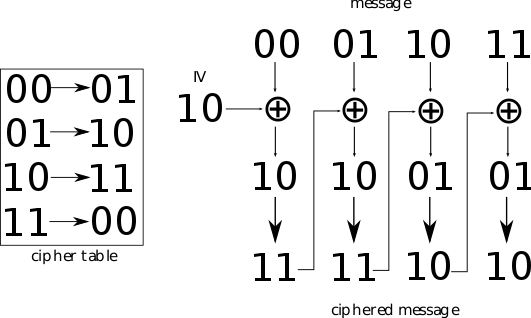 message
00 01 10 11
IV
10
00 01
01 10
10 11
11 00
cipher table
10 10 01 01
11 11 10 10
ciphered message